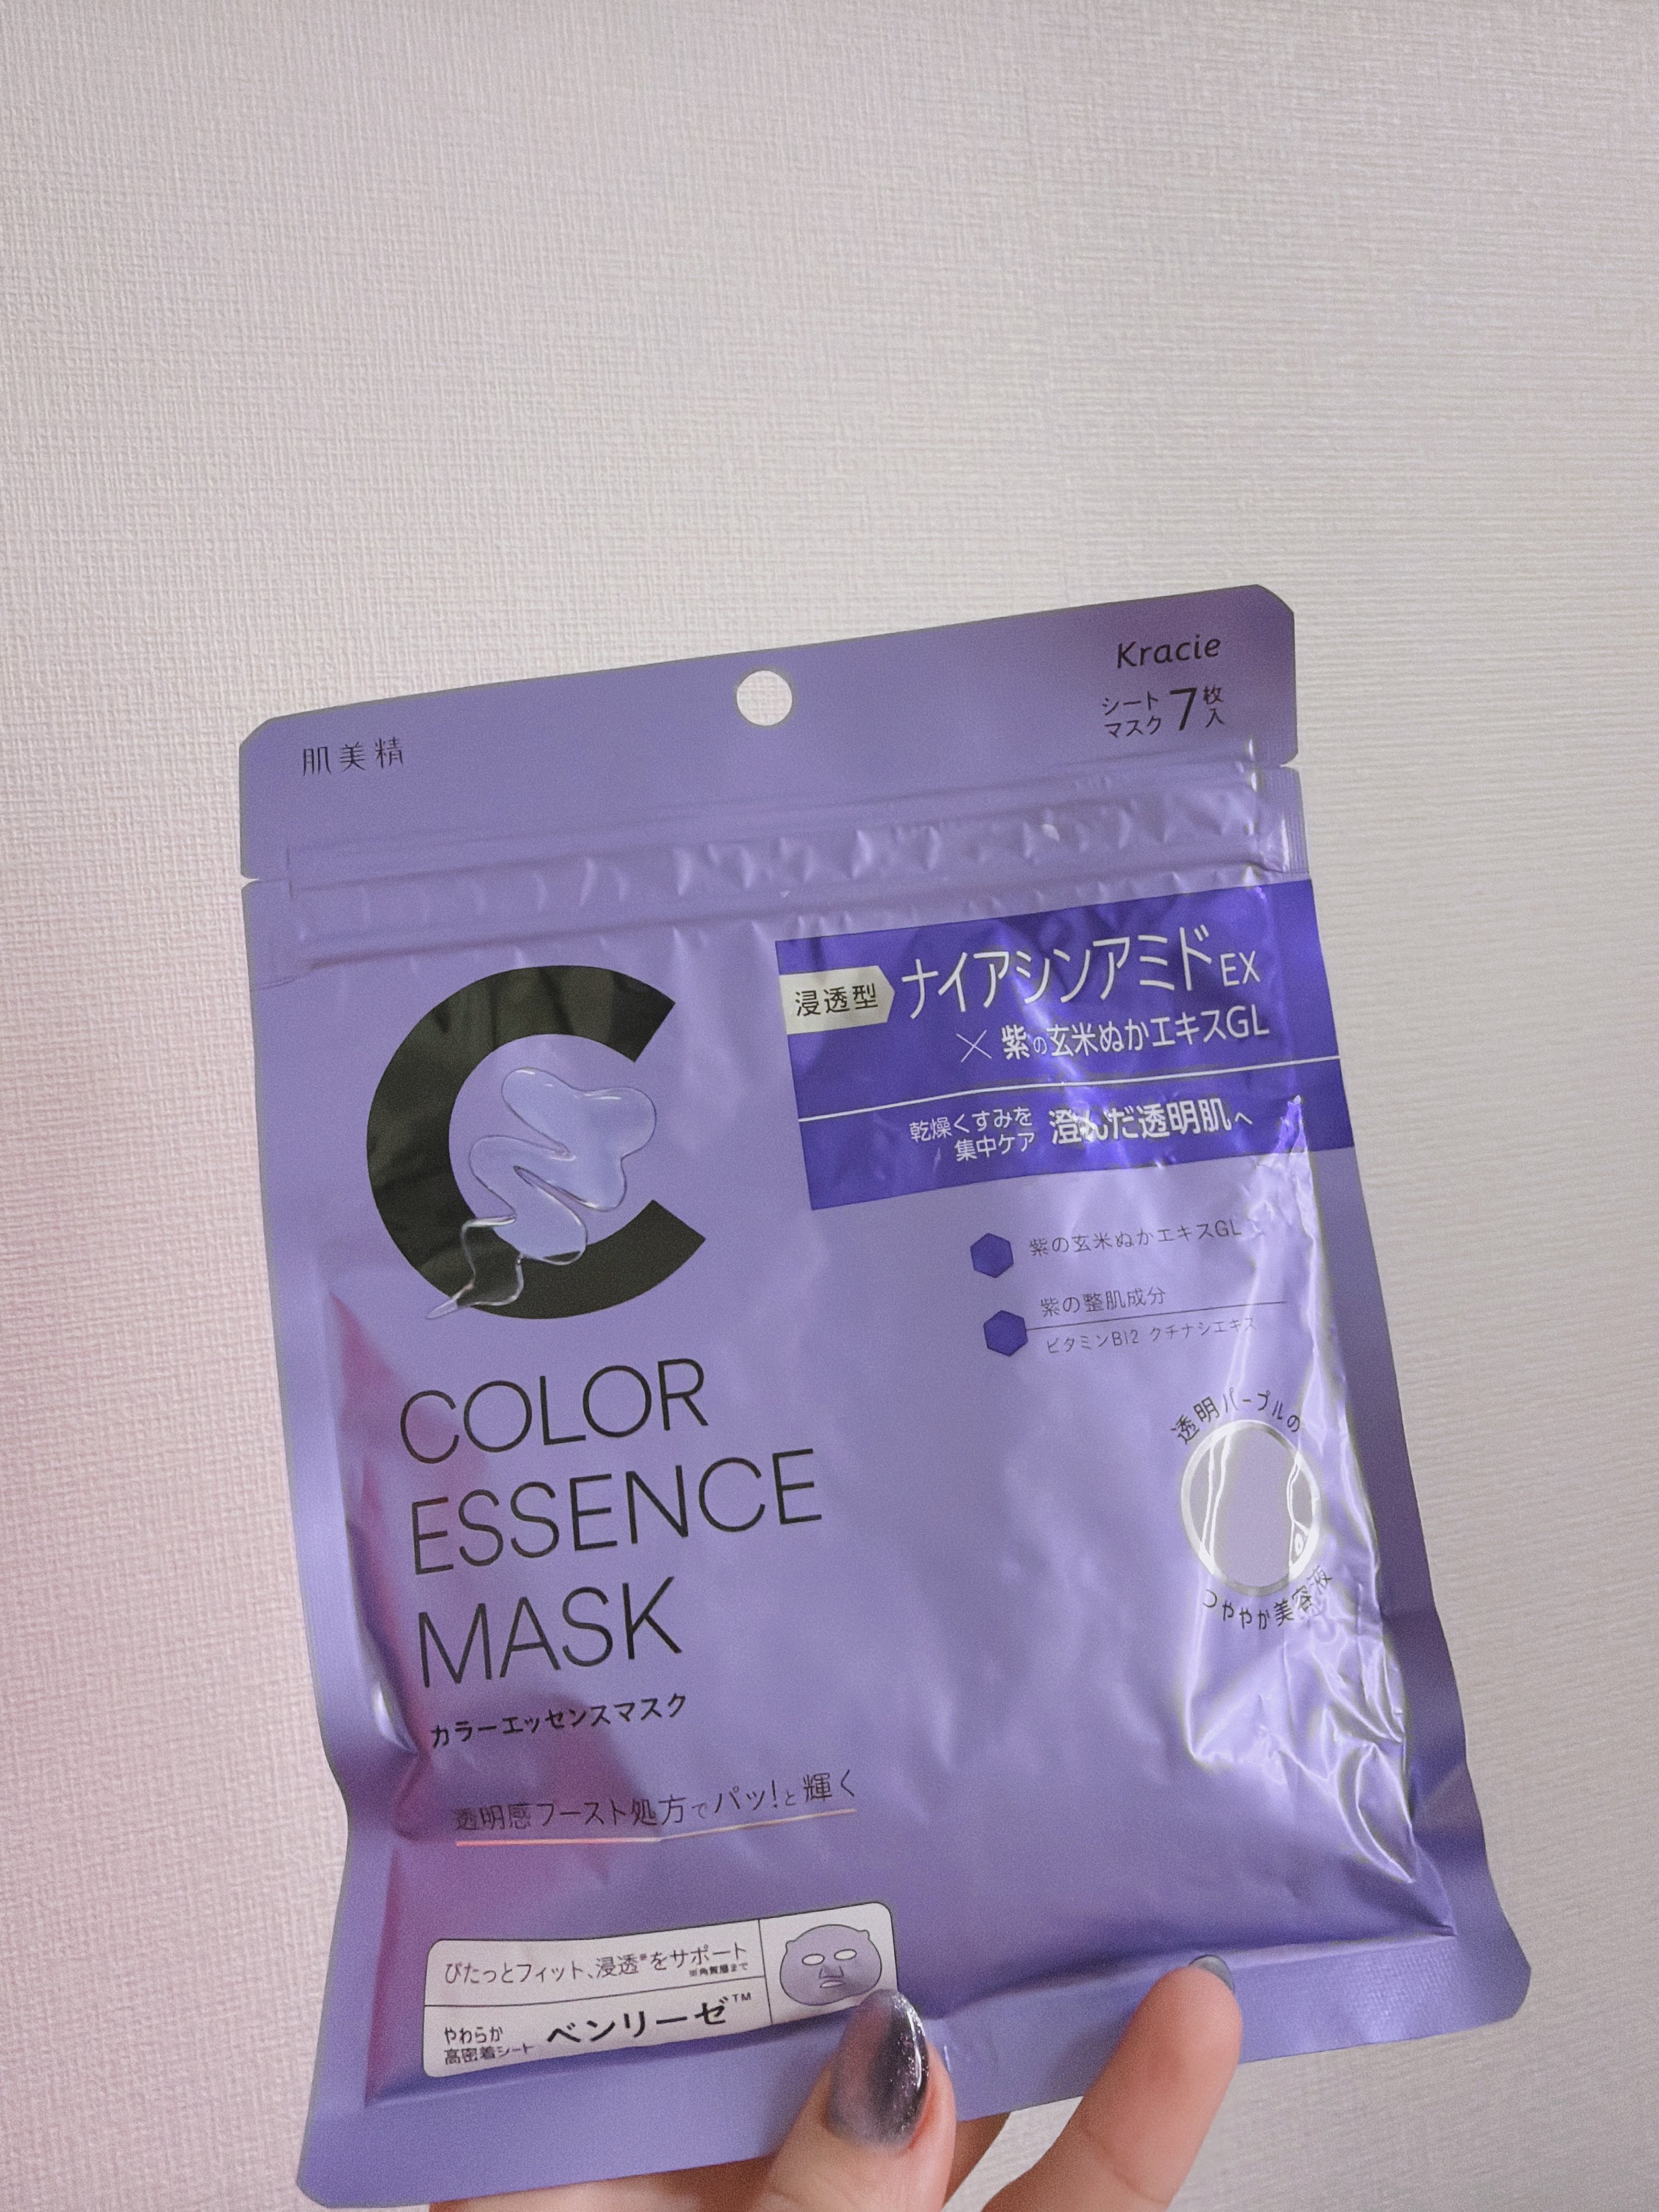 Kracie
シート
マスク 7枚入
肌美精
浸透型 ナイアシンアミドEX
× 紫の玄米ぬかエキスGL
乾燥くすみを
集中ケア 澄んだ透明肌へ
紫の玄米ぬかエキスGL
紫の整肌成分
ビタミンB12 クチナシエキス
C
COLOR
ESSENCE
MASK
カラーエッセンスマスク
透明パープルの
つややか美容液
透明感ブースト処方でパッ!と輝く
ぴたっとフィット、浸透※をサポート
※角質層まで
やわらか
高密着シート ベンリーゼ™